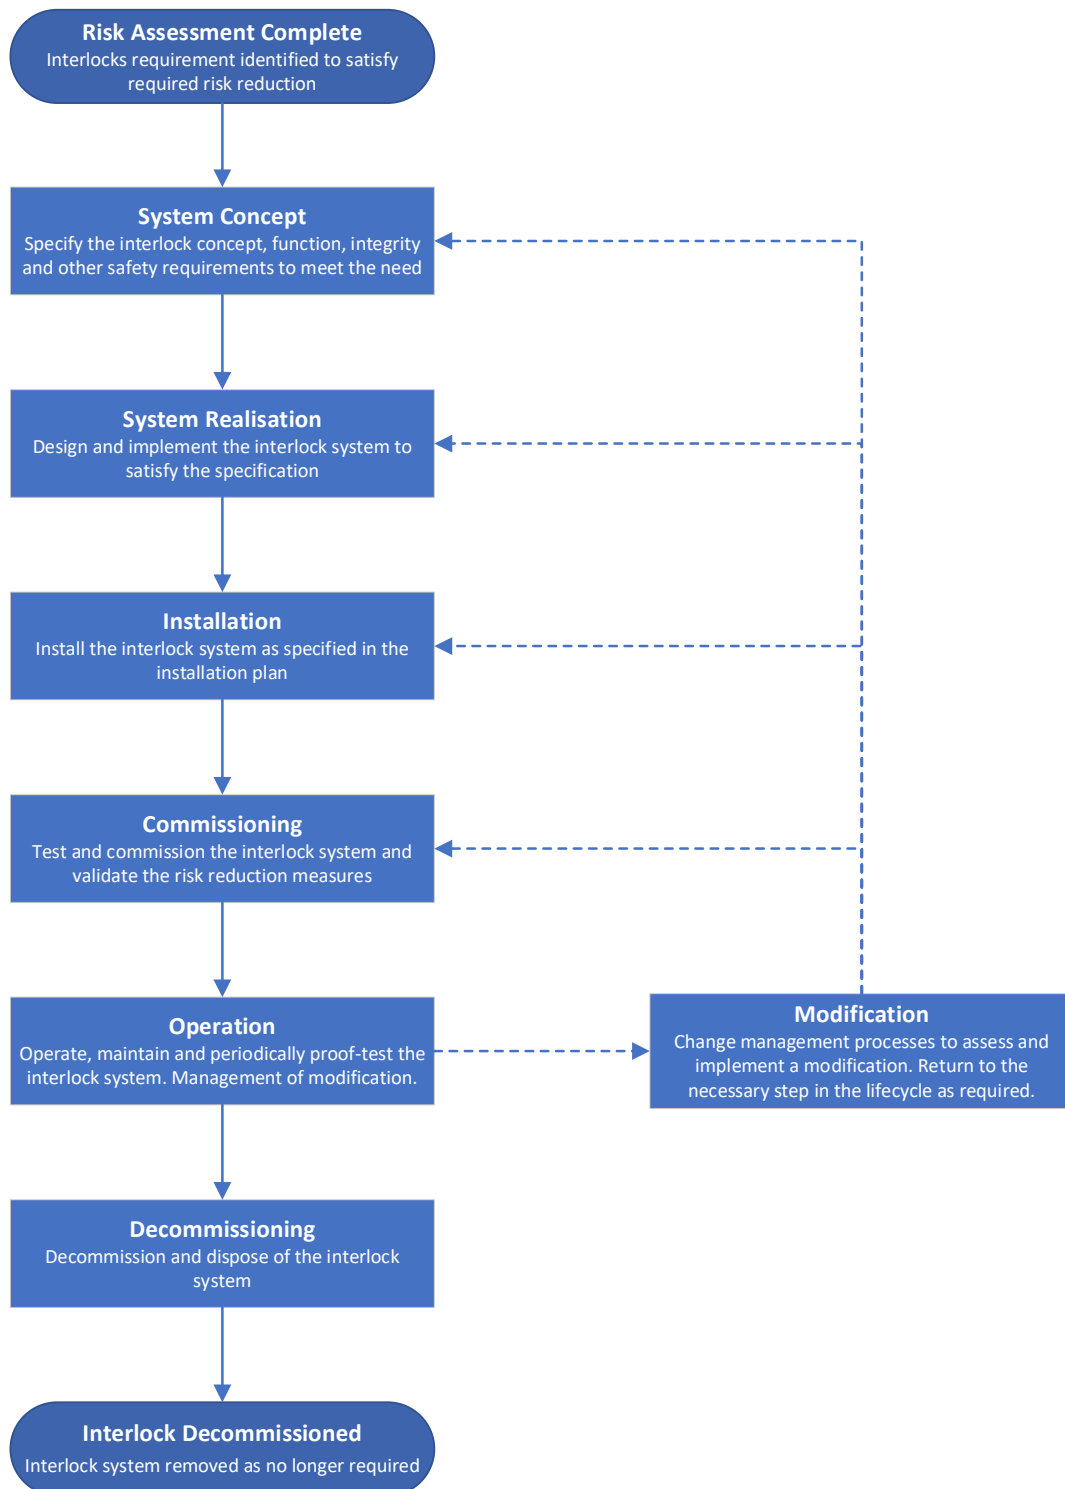 Risk Assessment Complete
Interlocks requirement identified to satisfy
required risk reduction
System Concept
Specify the interlock concept, function, integrity
and other safety requirements to meet the need
System Realisation
Design and implement the interlock system to
satisfy the specification
Installation
Install the interlock system as specified in the
installation plan
Commissioning
Test and commission the interlock system and
validate the risk reduction measures
Operation
Operate, maintain and periodically proof-test the
interlock system. Management of modification.
Modification
Change management processes to assess and
implement a modification. Return to the
necessary step in the lifecycle as required.
Decommissioning
Decommission and dispose of the interlock
system
Interlock Decommissioned
Interlock system removed as no longer required